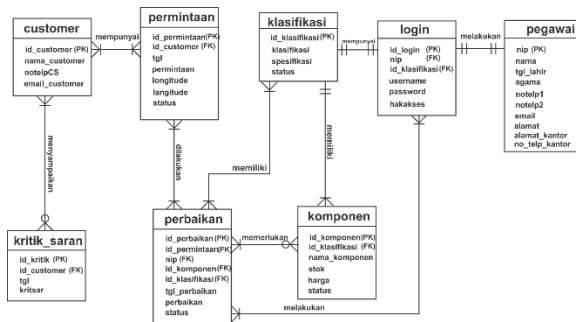 customer
id_customer (PK)
nama_customer
notelpCS
email_customer
mempunyai
permintaan
id_permintaan(PK)
id_customer (FK)
tgl
permintaan
longitude
langitude
status
klasifikasi
id_klasifikasi(PK)
klasifikasi
spesifikasi
status
mempunyai
login
id_login (PK)
nip (FK)
id_klasifikasi(FK)
username
password
hakakses
melakukan
pegawai
nip (PK)
nama
tgl_lahir
agama
notelp1
notelp2
email
alamat
alamat_kantor
no_telp_kantor
menyampaikan
dilakukan
memiliki
memiliki
kritik_saran
id_kritik (PK)
id_customer (FK)
tgl
kritsar
perbaikan
id_perbaikan(PK)
id_permintaan(FK)
nip (FK)
id_komponen(FK)
id_klasifikasi(FK)
tgl_perbaikan
perbaikan
status
memerlukan
komponen
id_komponen(PK)
id_klasifikasi (FK)
nama_komponen
stok
harga
status
melakukan